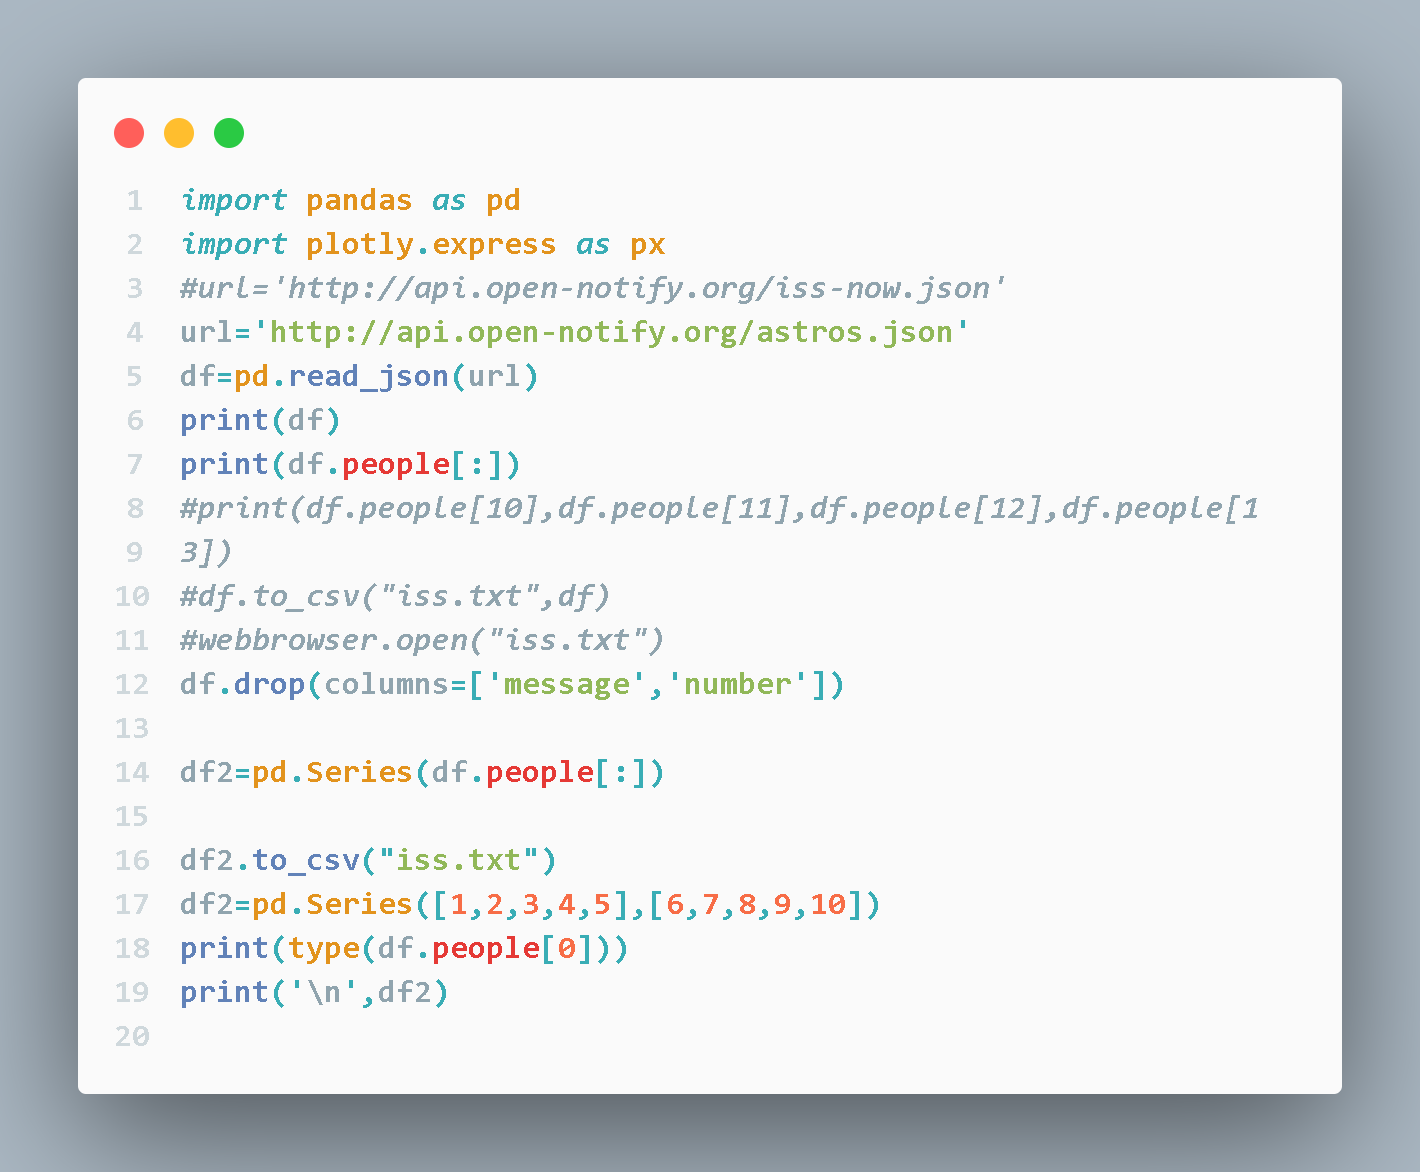 1 import pandas as pd
2 import plotly.express as px
3 #url='http://api.open-notify.org/iss-now.json'
4 url='http://api.open-notify.org/astros.json'
5 df=pd.read_json(url)
6 print(df)
7 print(df.people[:])
8 #print(df.people[10],df.people[11],df.people[12],df.people[1
9 3])
10 #df.to_csv("iss.txt",df)
11 #webbrowser.open("iss.txt")
12 df.drop(columns=['message','number'])
13
14 df2=pd.Series(df.people[:])
15
16 df2.to_csv("iss.txt")
17 df2=pd.Series([1,2,3,4,5],[6,7,8,9,10])
18 print(type(df.people[0]))
19 print('\n',df2)
20